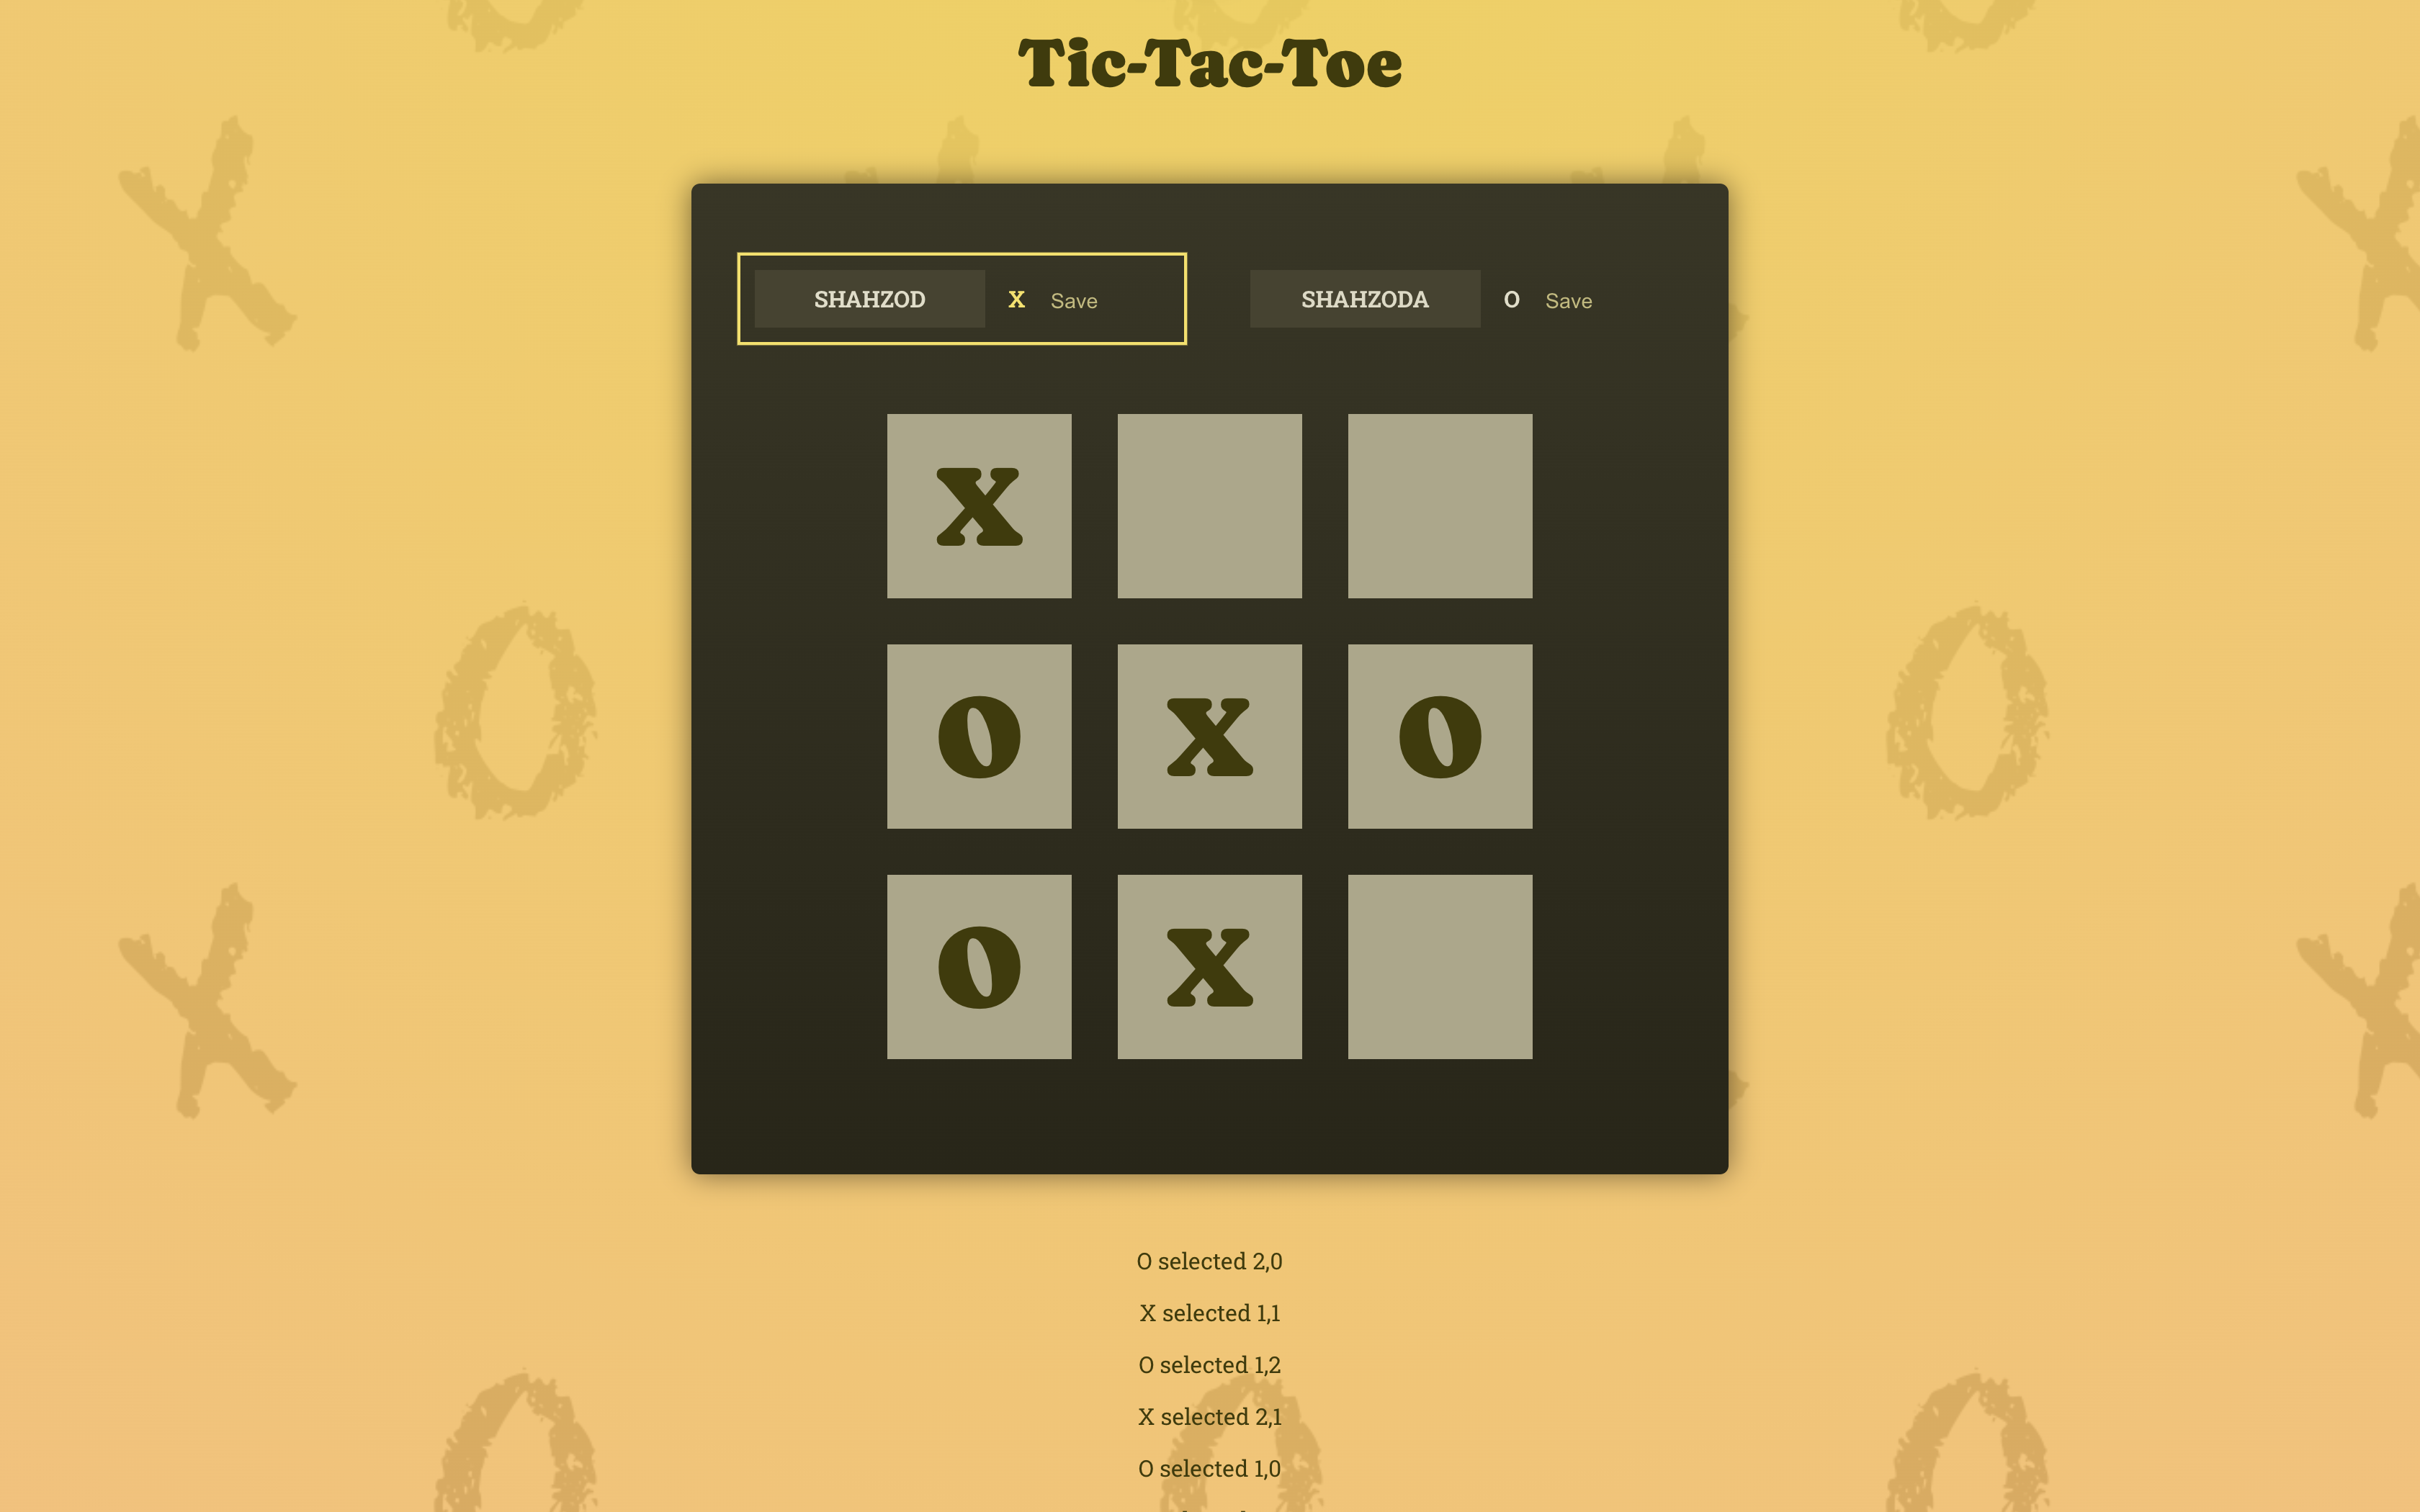 Tic-Tac-Toe
SHAHZOD X Save
SHAHZODA O Save
X
O X O
O X
O selected 2,0
X selected 1,1
O selected 1,2
X selected 2,1
O selected 1,0